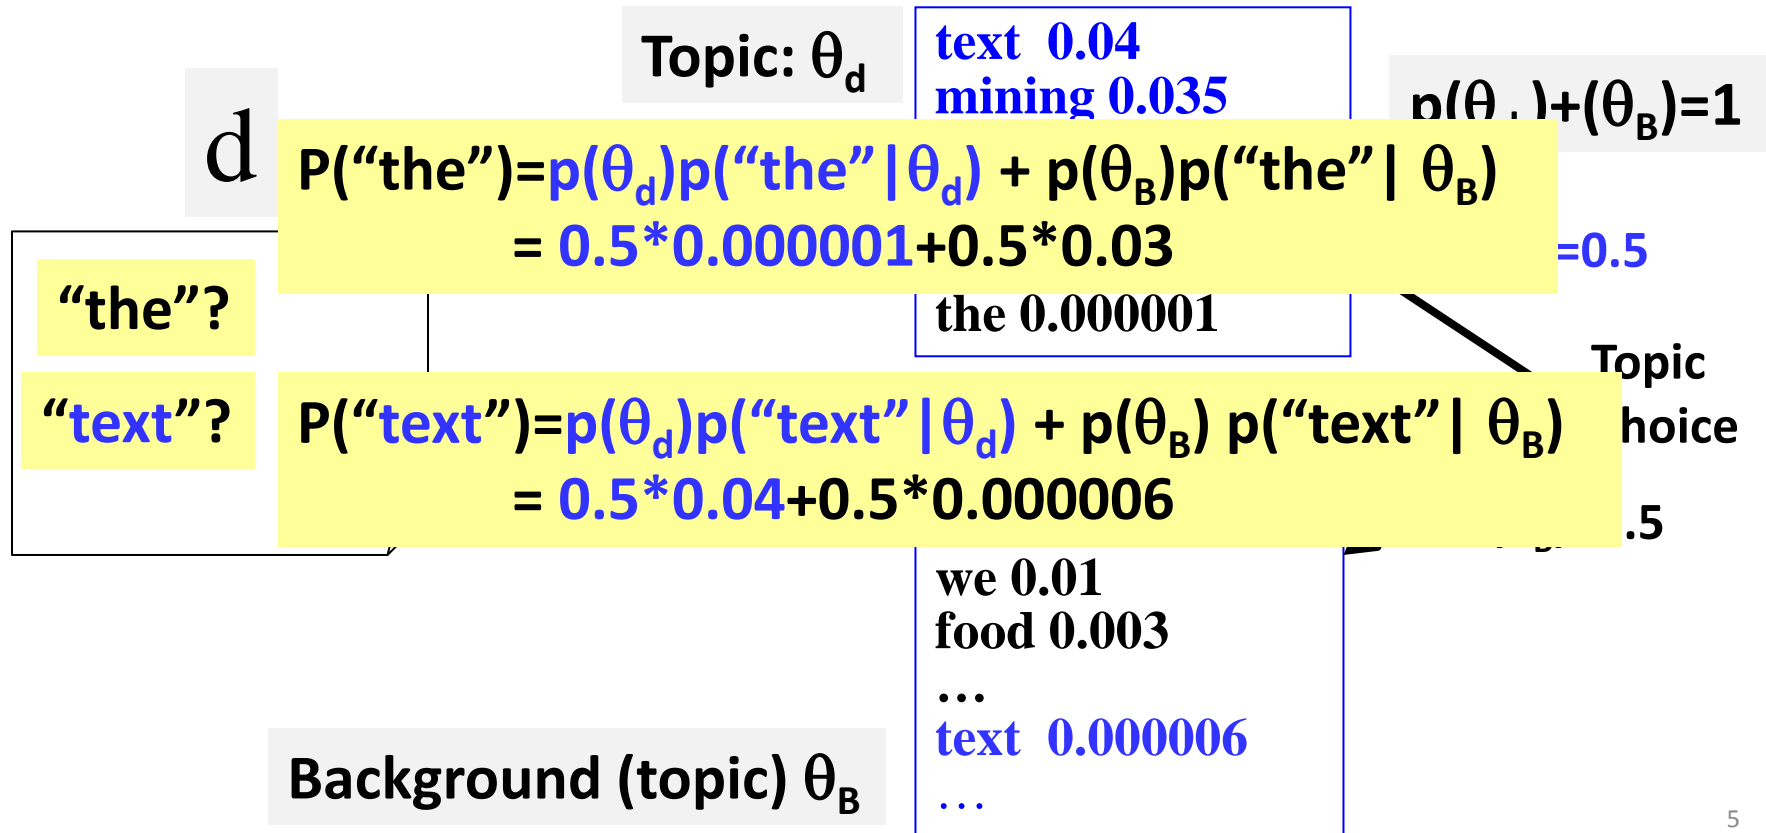 Topic: θd
text 0.04
mining 0.035
p(θd)+(θB)=1
d
P(“the”)=p(θd)p(“the”|θd) + p(θB)p(“the”| θB)
= 0.5*0.000001+0.5*0.03
=0.5
“the”?
the 0.000001
Topic
hoice
“text”?
P(“text”)=p(θd)p(“text”|θd) + p(θB) p(“text”| θB)
= 0.5*0.04+0.5*0.000006
.5
we 0.01
food 0.003
…
text 0.000006
…
Background (topic) θB
5